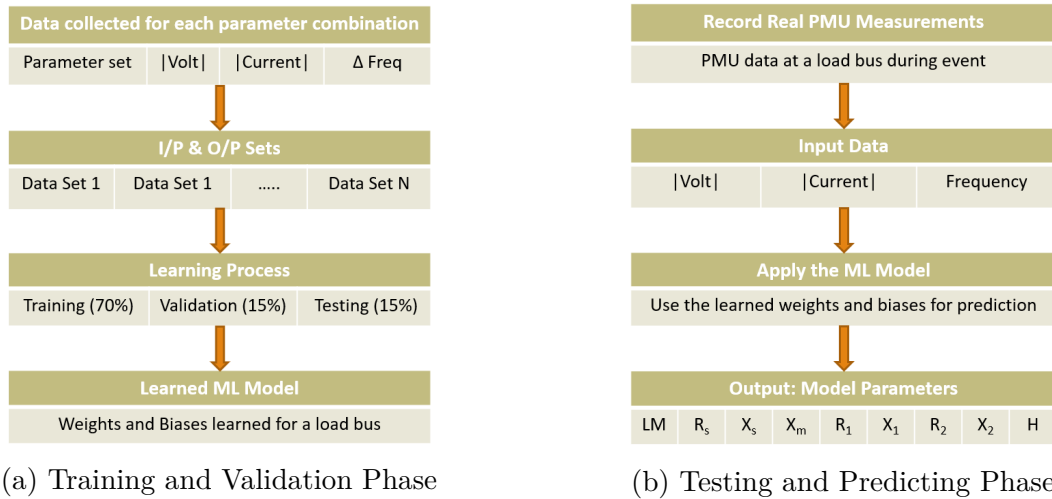 Data collected for each parameter combination
Parameter set |Volt| |Current| Δ Freq
I/P & O/P Sets
Data Set 1 Data Set 1 ..... Data Set N
Learning Process
Training (70%) Validation (15%) Testing (15%)
Learned ML Model
Weights and Biases learned for a load bus
(a) Training and Validation Phase
Record Real PMU Measurements
PMU data at a load bus during event
Input Data
|Volt| |Current| Frequency
Apply the ML Model
Use the learned weights and biases for prediction
Output: Model Parameters
LM Rs Xs Xm R1 X1 R2 X2 H
(b) Testing and Predicting Phase